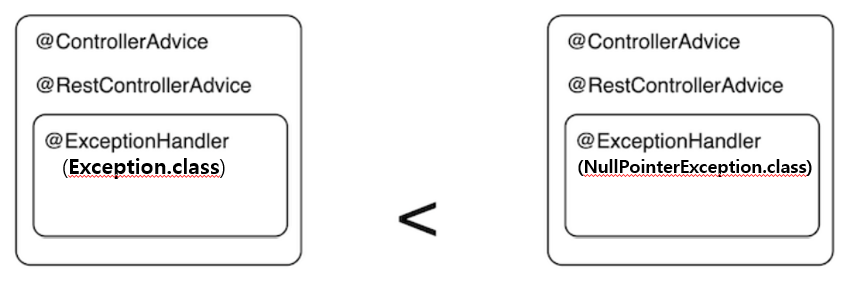 @ControllerAdvice
@RestControllerAdvice
@ExceptionHandler
(Exception.class)
<
@ControllerAdvice
@RestControllerAdvice
@ExceptionHandler
(NullPointerException.class)